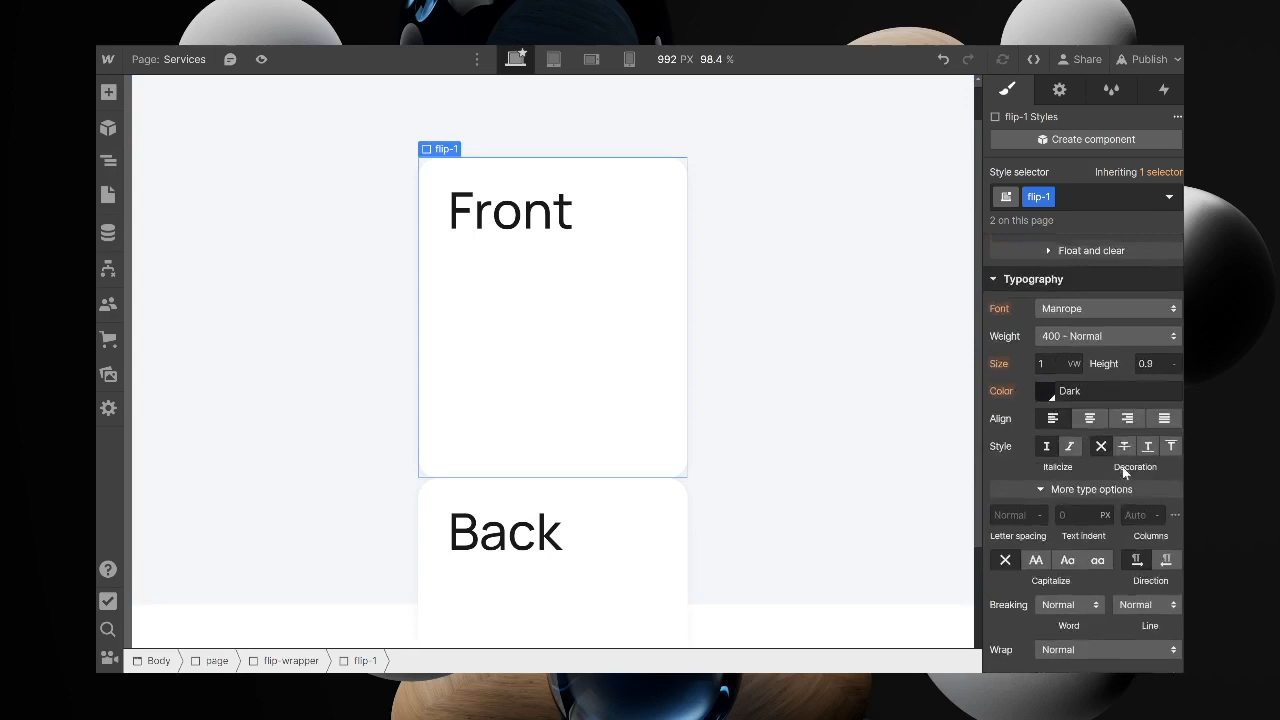 Page: Services
992 PX 98.4 %
Share
Publish
flip-1 Styles
Create component
Style selector
Inheriting 1 selector
flip-1
2 on this page
Float and clear
Typography
Font
Manrope
Weight
400 - Normal
Size
1 VW
Height
0.9 -
Color
Dark
Align
Style
Italicize
Decoration
More type options
Normal -
0 PX
Auto -
Letter spacing
Text indent
Columns
AA
Aa
aa
Capitalize
Direction
Breaking
Normal
Normal
Word
Line
Wrap
Normal
flip-1
Front
Back
Body
page
flip-wrapper
flip-1